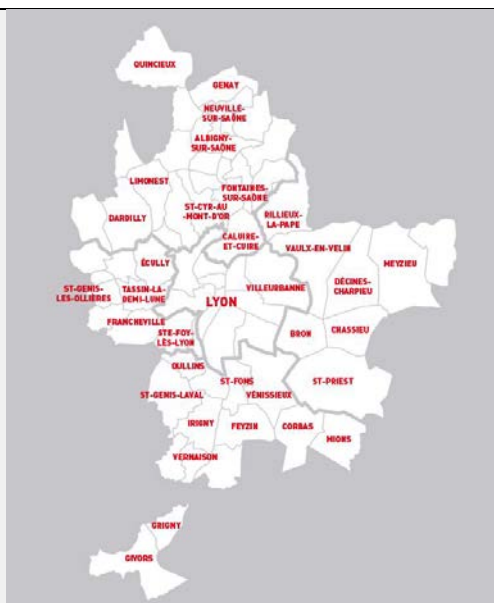 QUINCIEUX
GENAY
NEUVILLE-
SUR-SAÔNE
ALBIGNY-
SUR-SAÔNE
LIMONEST
FONTAINES-
SUR-SAÔNE
ST-CYR-AU
-MONT-D'OR
DARDILLY
RILLIEUX-
LA-PAPE
CALUIRE-
ET-CUIRE
VAULX-EN-VELIN
MEYZIEU
ÉCULLY
ST-GENIS-
LES-OLLIÈRES
TASSIN-LA-
DEMI-LUNE
DÉCINES-
CHARPIEU
VILLEURBANNE
LYON
FRANCHEVILLE
STE-FOY-
LÈS-LYON
BRON
CHASSIEU
OULLINS
ST-FONS
ST-PRIEST
ST-GENIS-LAVAL
VÉNISSIEUX
IRIGNY
FEYZIN
CORBAS
MIONS
VERNAISON
GRIGNY
GIVORS